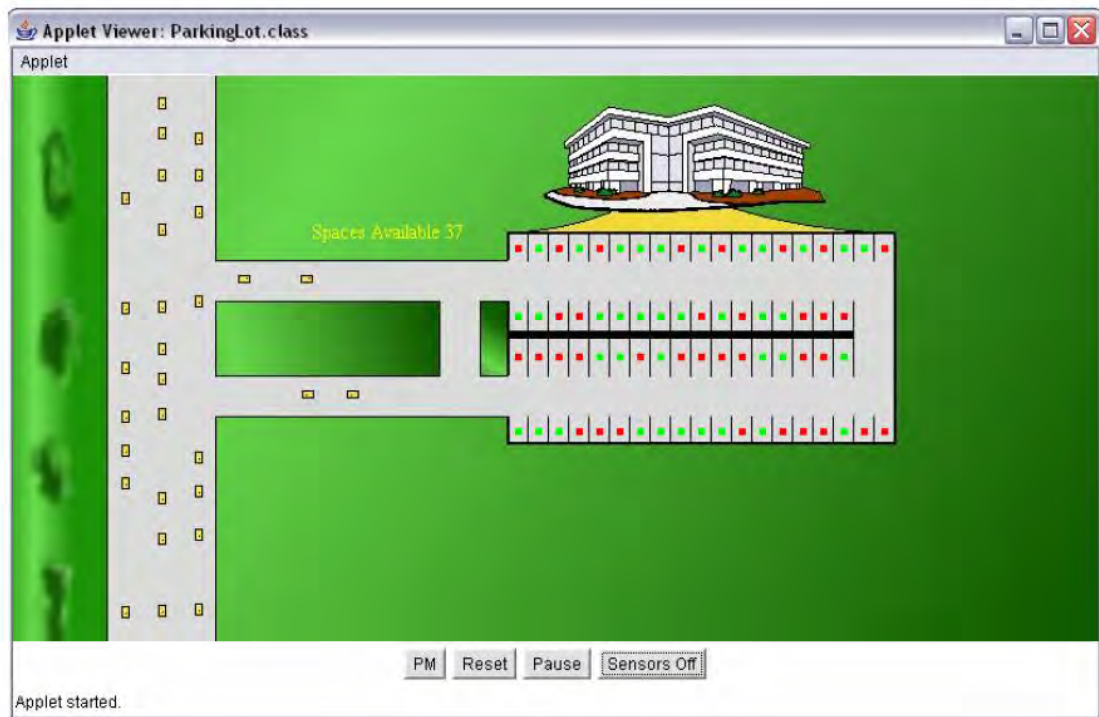 Applet Viewer: ParkingLot.class
Applet
Spaces Available 37
PM Reset Pause Sensors Off
Applet started.